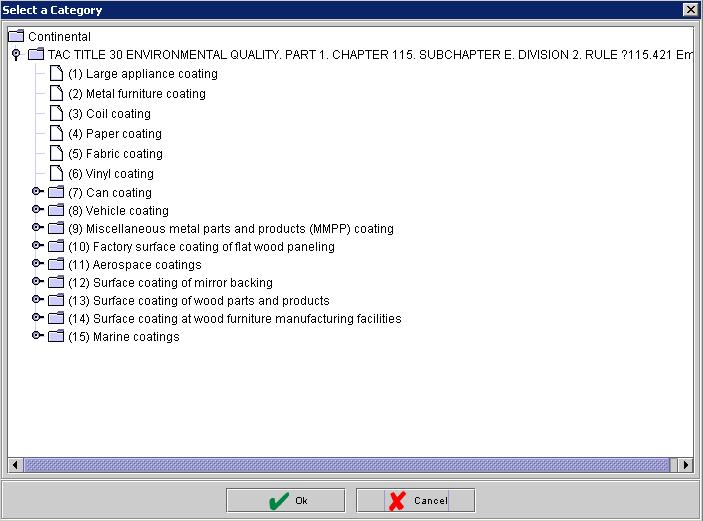 Select a Category
Continental
TAC TITLE 30 ENVIRONMENTAL QUALITY. PART 1. CHAPTER 115. SUBCHAPTER E. DIVISION 2. RULE ?115.421 Em
(1) Large appliance coating
(2) Metal furniture coating
(3) Coil coating
(4) Paper coating
(5) Fabric coating
(6) Vinyl coating
(7) Can coating
(8) Vehicle coating
(9) Miscellaneous metal parts and products (MMPP) coating
(10) Factory surface coating of flat wood paneling
(11) Aerospace coatings
(12) Surface coating of mirror backing
(13) Surface coating of wood parts and products
(14) Surface coating at wood furniture manufacturing facilities
(15) Marine coatings
Ok
Cancel